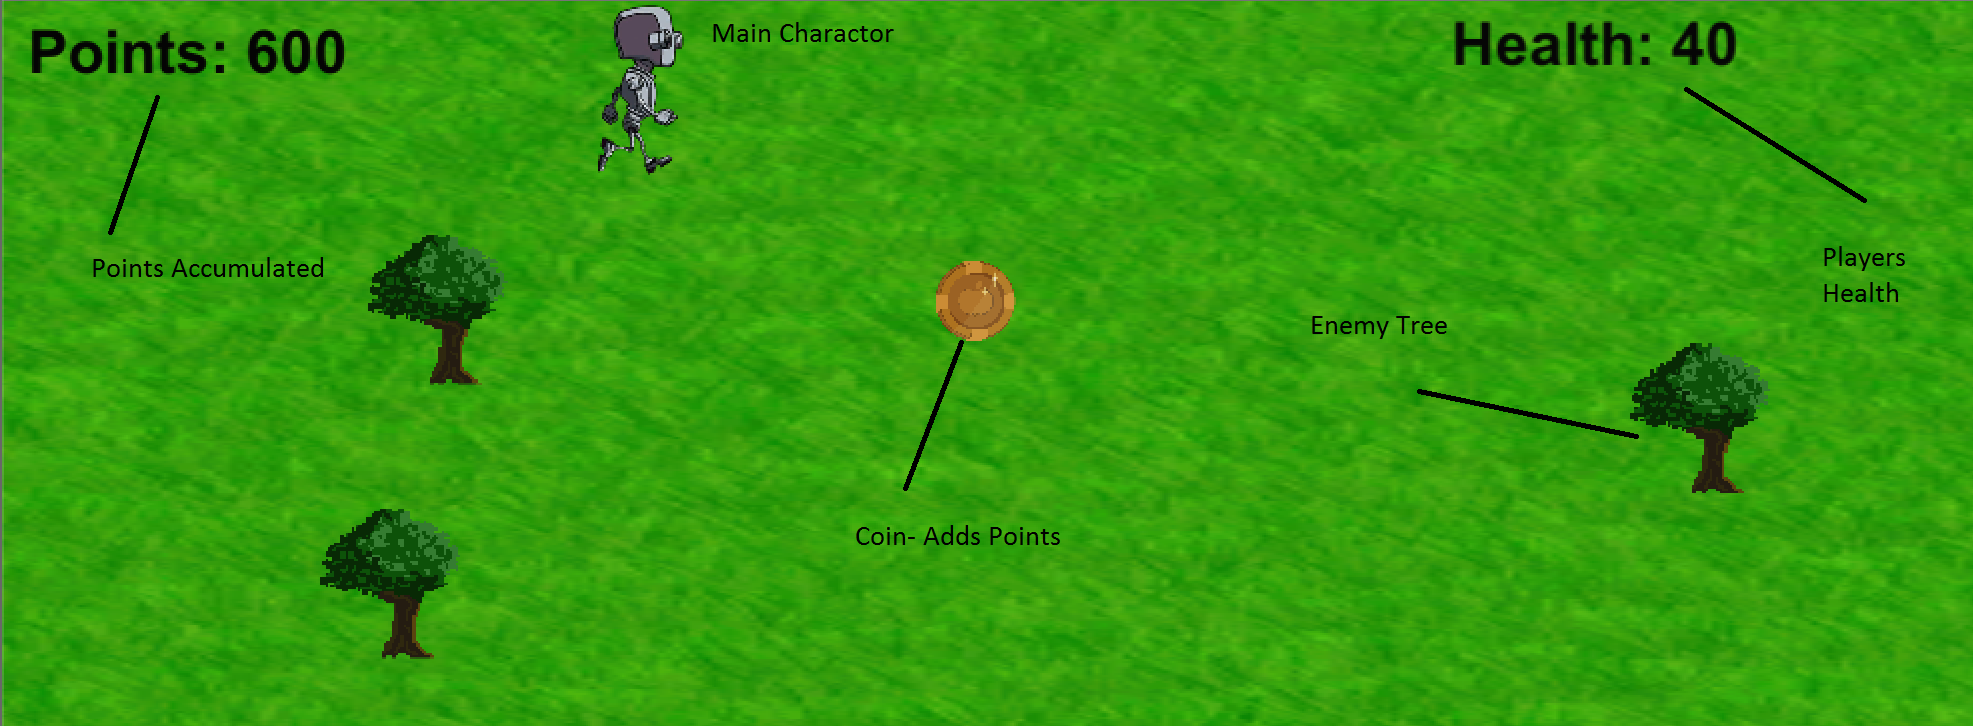 Points: 600
Main Charactor
Health: 40
Points Accumulated
Players
Health
Enemy Tree
Coin- Adds Points